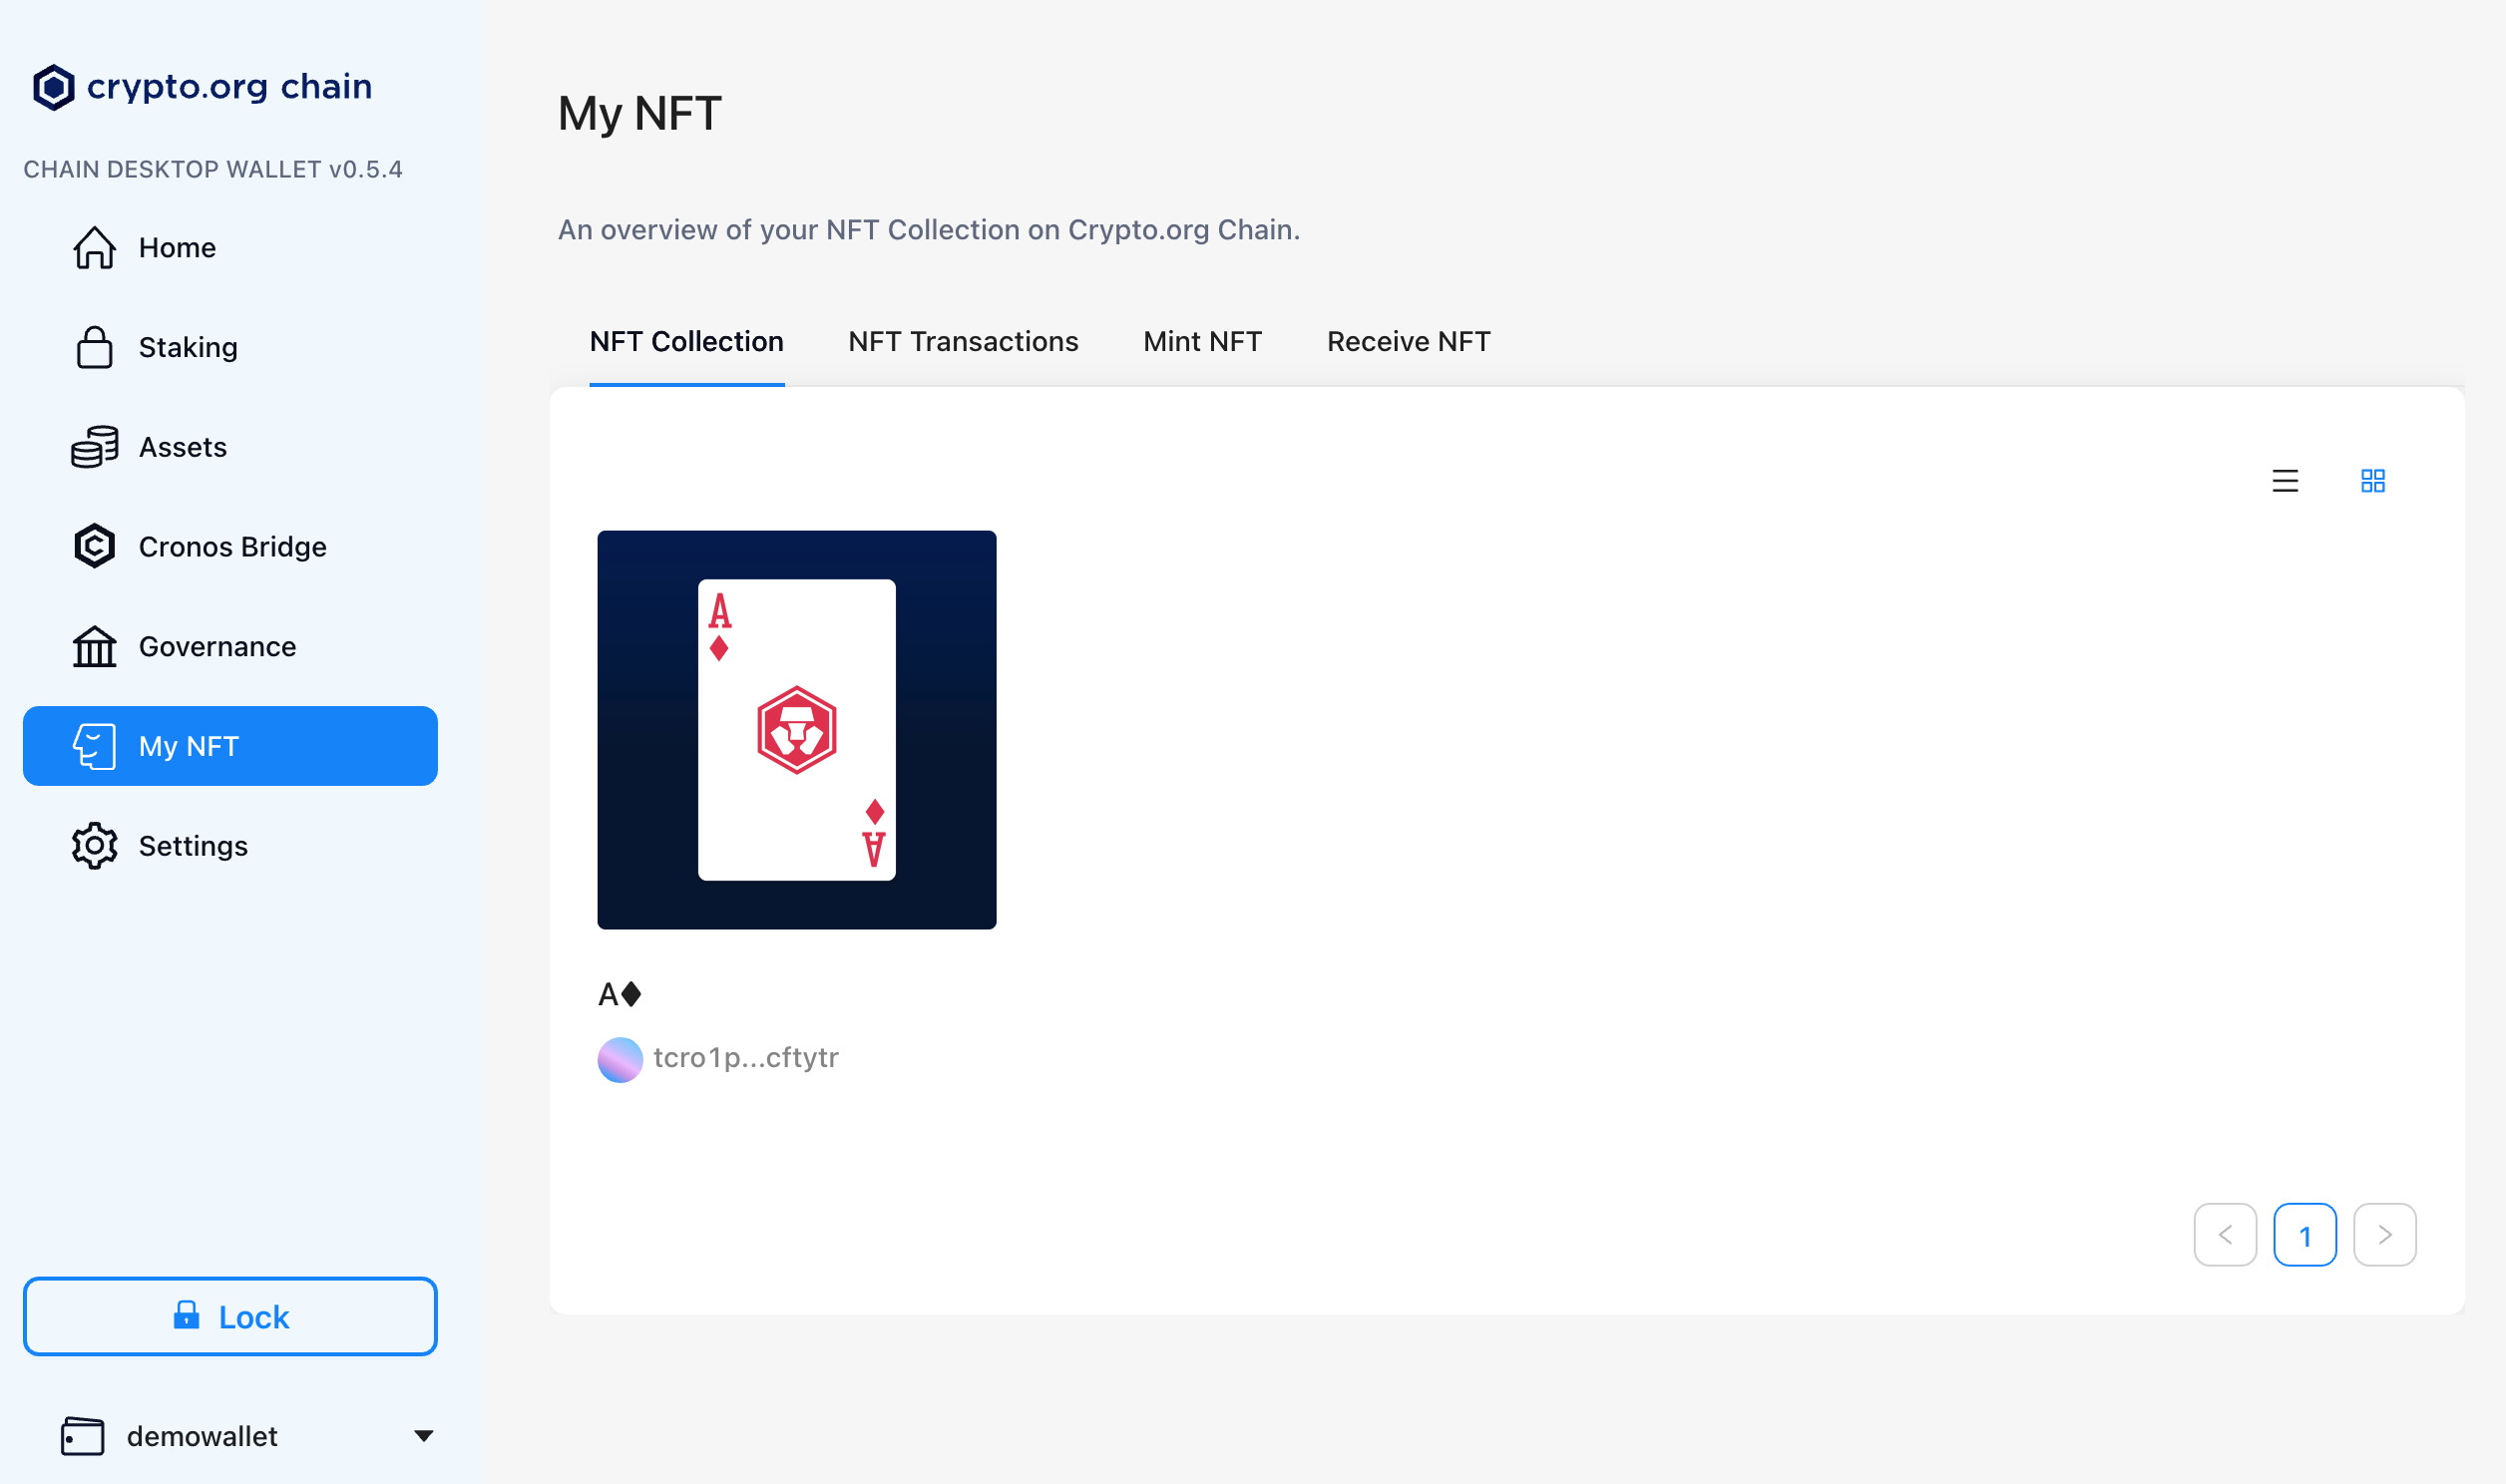 crypto.org chain
CHAIN DESKTOP WALLET v0.5.4
Home
Staking
Assets
Cronos Bridge
Governance
My NFT
Settings
Lock
demowallet
My NFT
An overview of your NFT Collection on Crypto.org Chain.
NFT Collection
NFT Transactions
Mint NFT
Receive NFT
A
♦
♦
A
A♦
tcro1p...cftytr
< 1 >